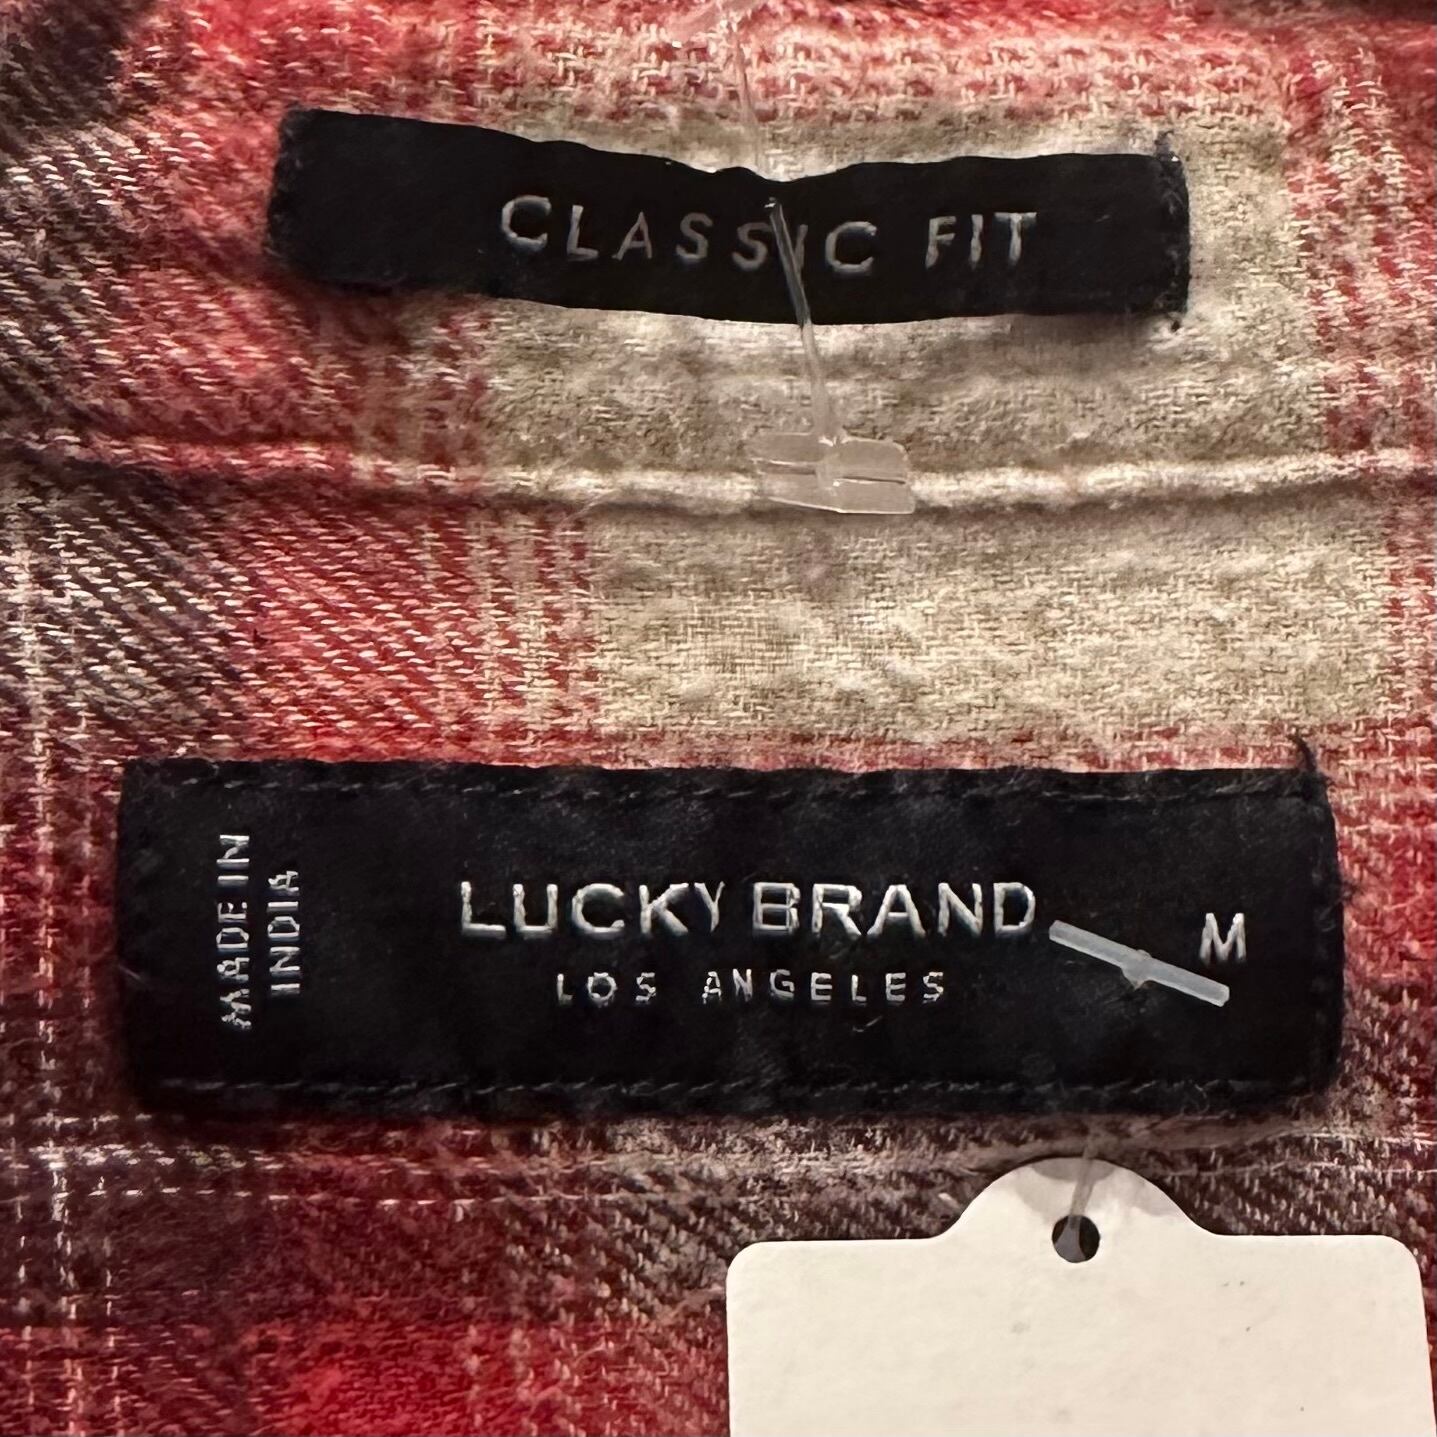 CLASSIC FIT
MADE IN
INDIA
LUCKY BRAND
LOS ANGELES
M